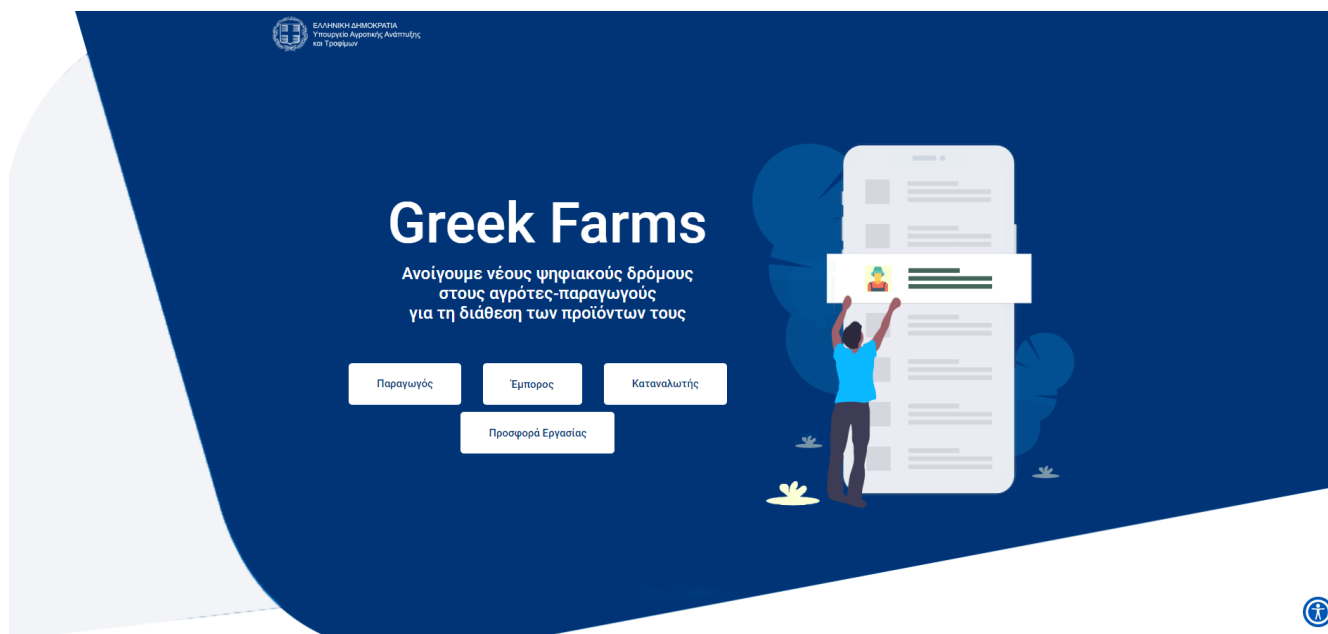 ΕΛΛΗΝΙΚΗ ΔΗΜΟΚΡΑΤΙΑ
Υπουργείο Αγροτικής Ανάπτυξης
και Τροφίμων
Greek Farms
Ανοίγουμε νέους ψηφιακούς δρόμους
στους αγρότες-παραγωγούς
για τη διάθεση των προϊόντων τους
Παραγωγός
Έμπορος
Καταναλωτής
Προσφορά Εργασίας